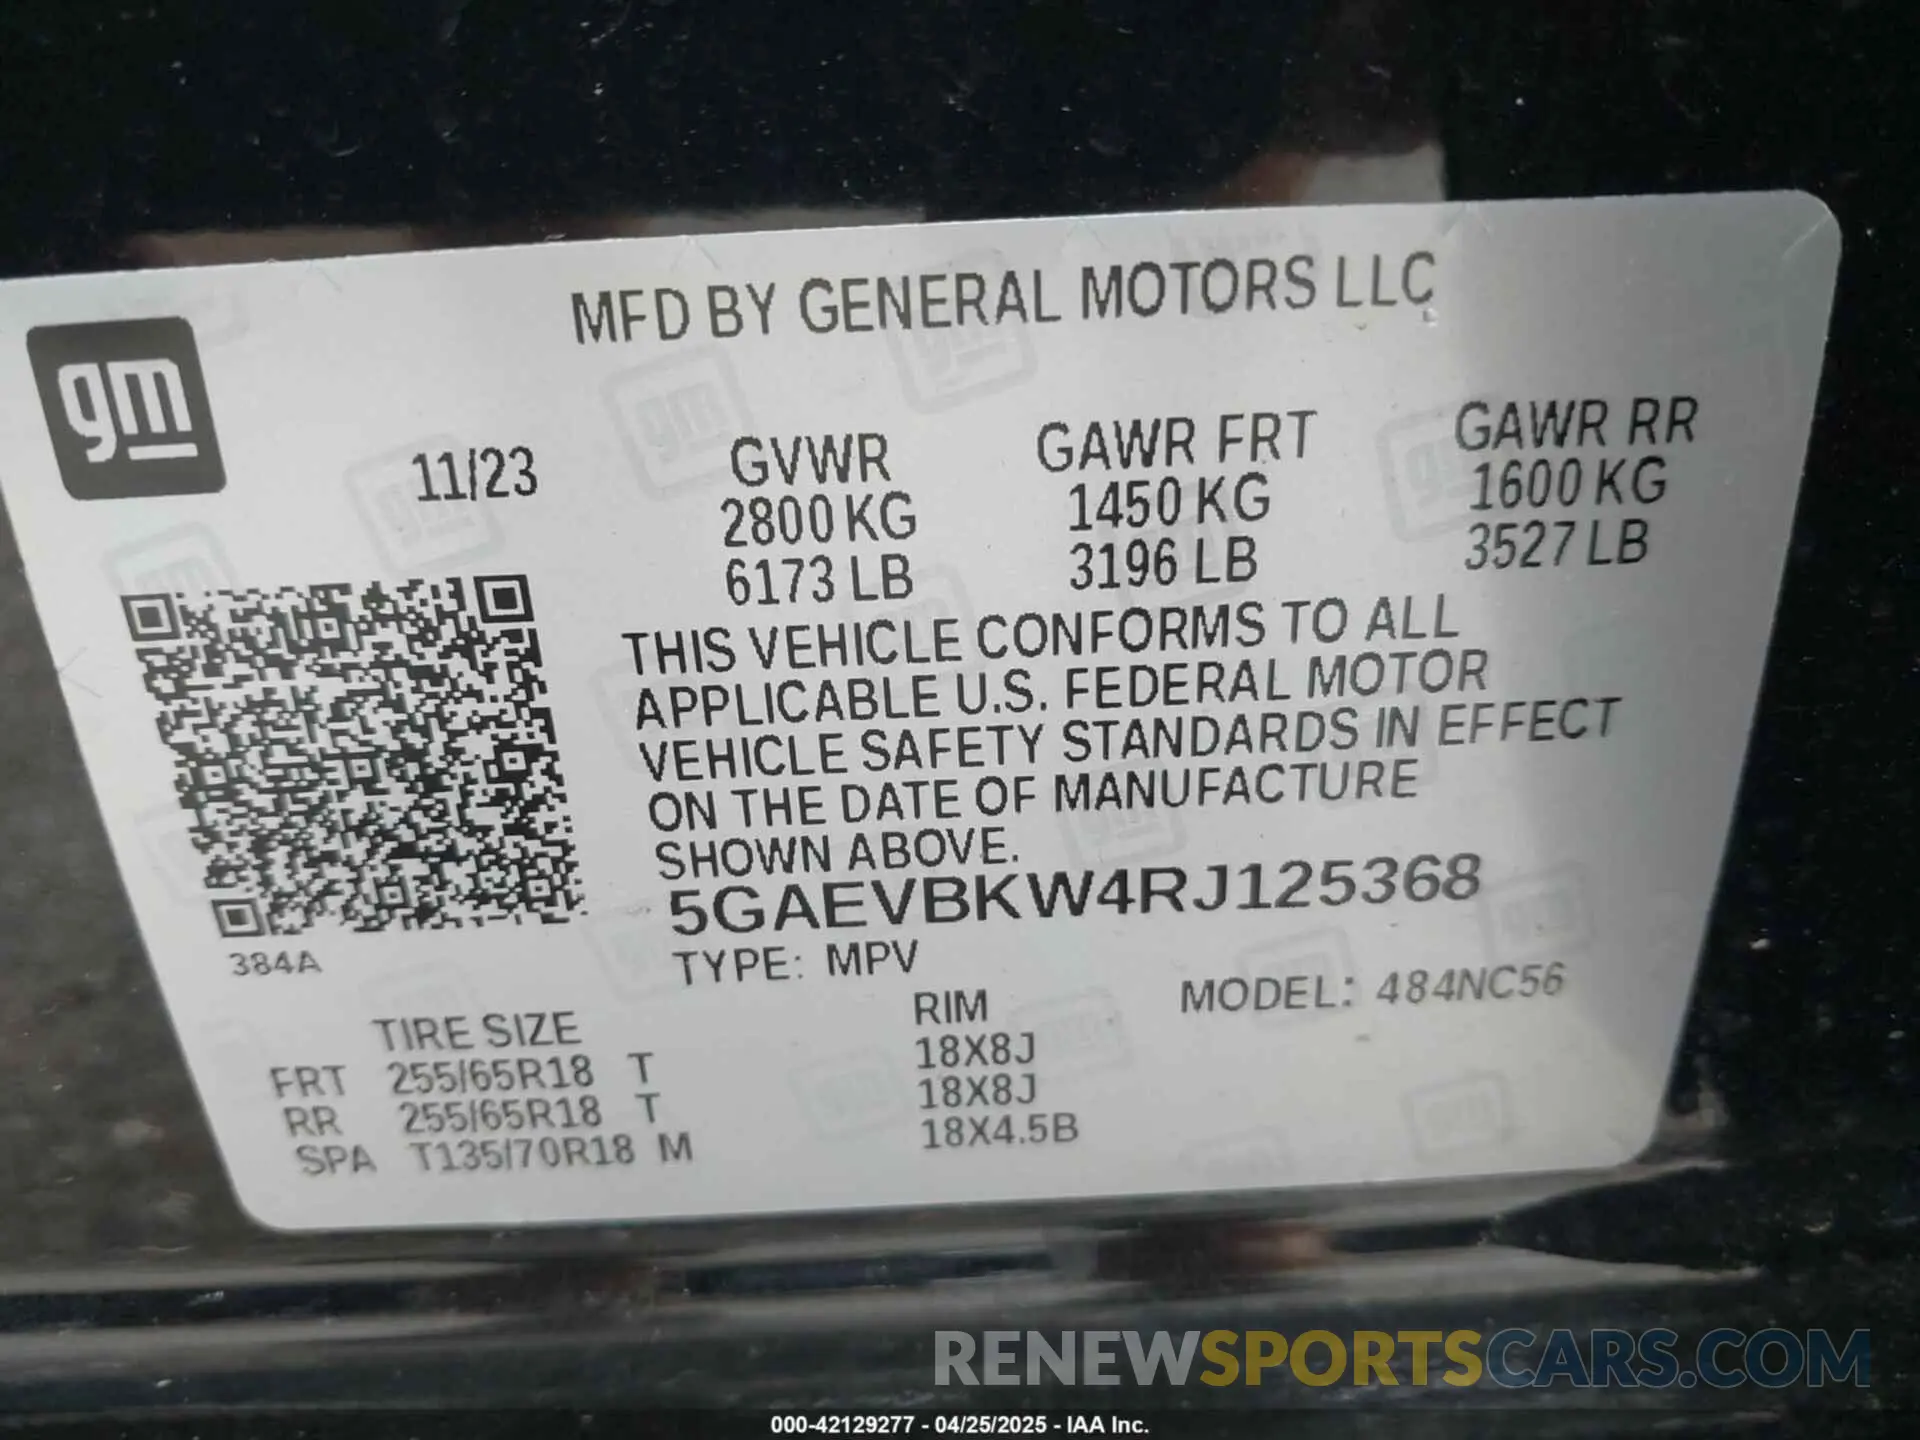 MFD BY GENERAL MOTORS LLC
gm
11/23
GVWR GAWR FRT GAWR RR
2800 KG 1450 KG 1600 KG
6173 LB 3196 LB 3527 LB
THIS VEHICLE CONFORMS TO ALL
APPLICABLE U.S. FEDERAL MOTOR
VEHICLE SAFETY STANDARDS IN EFFECT
ON THE DATE OF MANUFACTURE
SHOWN ABOVE.
5GAEVBKW4RJ125368
384A
TYPE: MPV MODEL: 484NC56
TIRE SIZE RIM
FRT 255/65R18 T 18X8J
RR 255/65R18 T 18X8J
SPA T135/70R18 M 18X4.5B
RENEWSPORTSCARS.COM
000-42129277 - 04/25/2025 - IAA Inc.